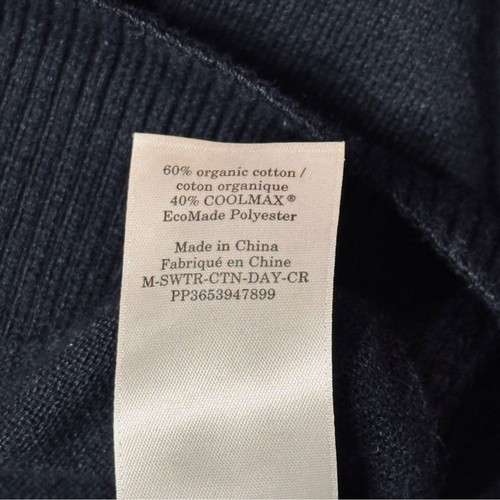 60% organic cotton /
coton organique
40% COOLMAX®
EcoMade Polyester
Made in China
Fabriqué en Chine
M-SWTR-CTN-DAY-CR
PP3653947899